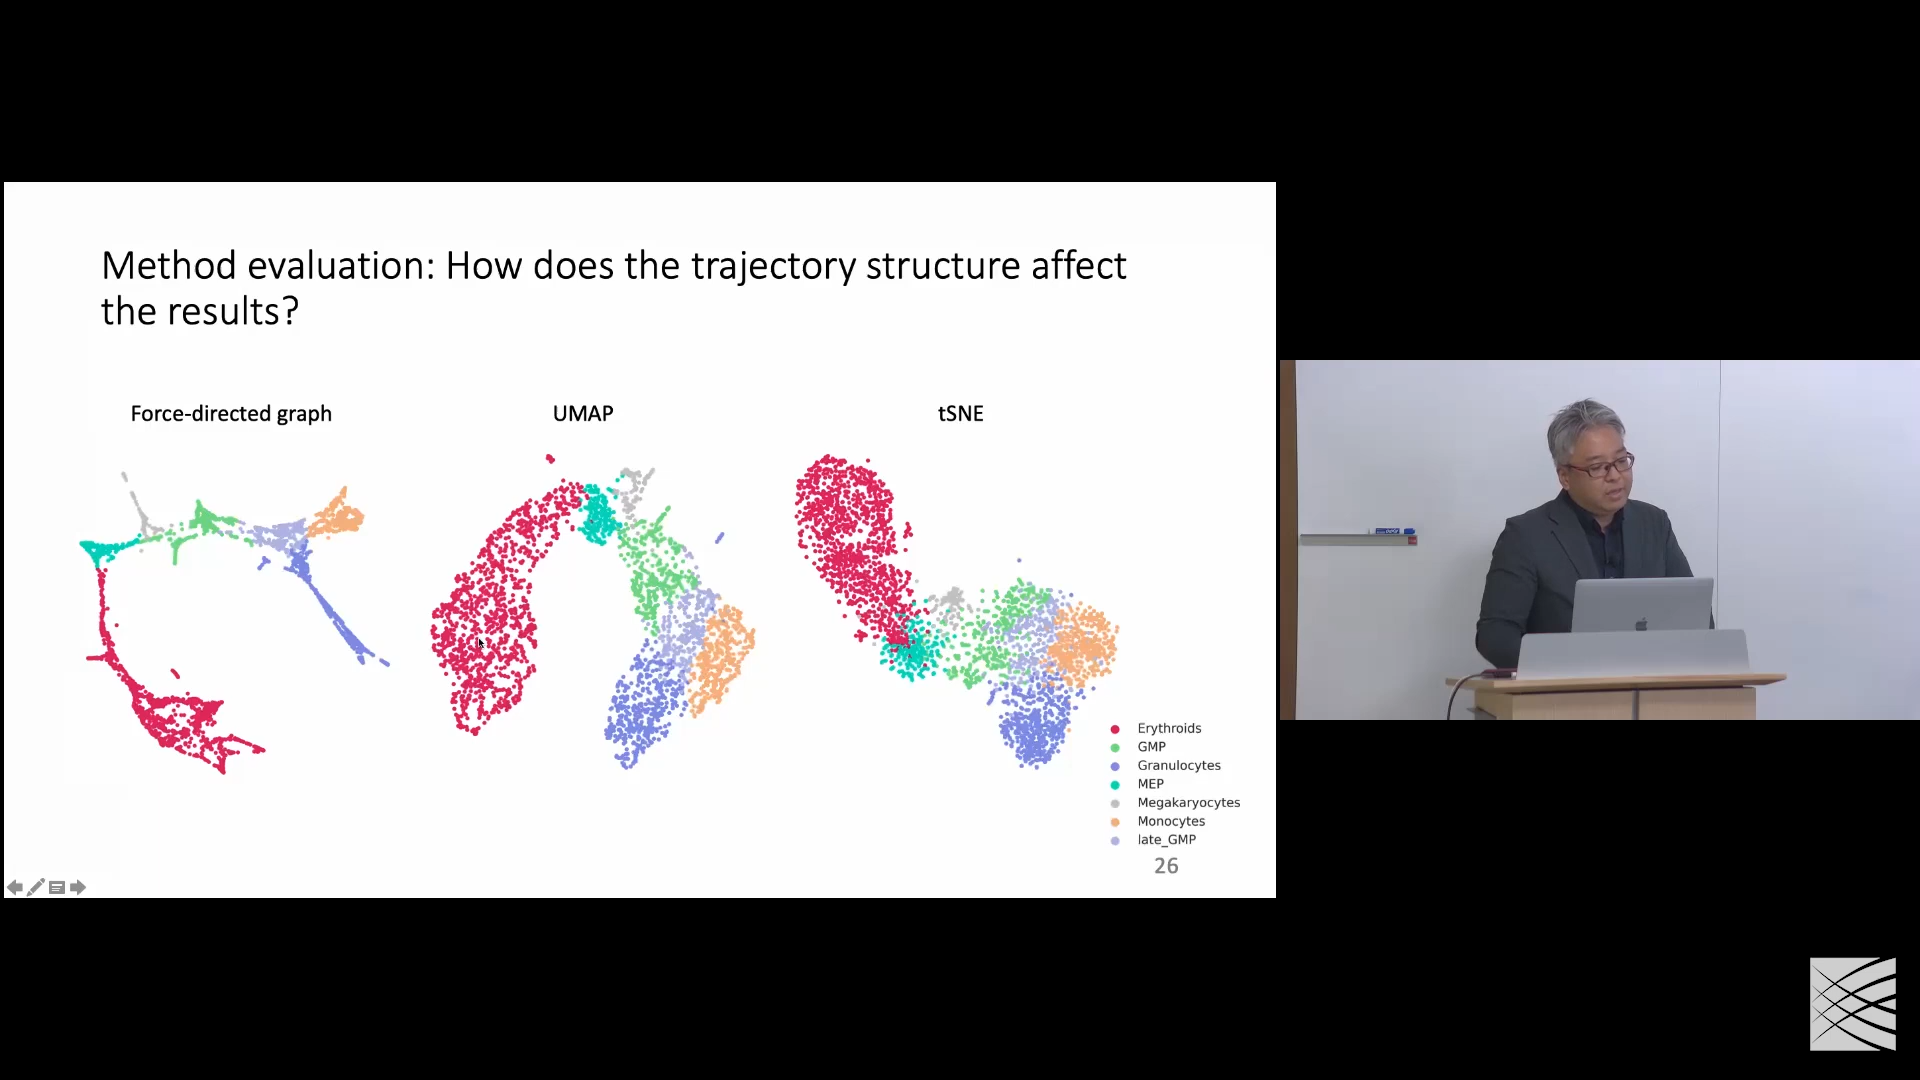 Method evaluation: How does the trajectory structure affect
the results?
Force-directed graph
UMAP
tSNE
Erythroids
GMP
Granulocytes
MEP
Megakaryocytes
Monocytes
late_GMP
26